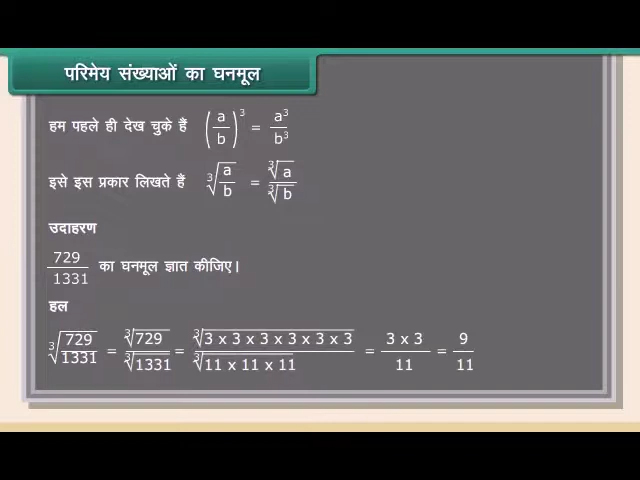 परिमेय संख्याओं का घनमूल
हम पहले ही देख चुके हैं (a/b)³ = a³/b³
इसे इस प्रकार लिखते हैं ∛(a/b) = ∛a/∛b
उदाहरण
729/1331 का घनमूल ज्ञात कीजिए।
हल
∛(729/1331) = ∛729/∛1331 = ∛(3 x 3 x 3 x 3 x 3 x 3)/∛(11 x 11 x 11) = (3 x 3)/11 = 9/11